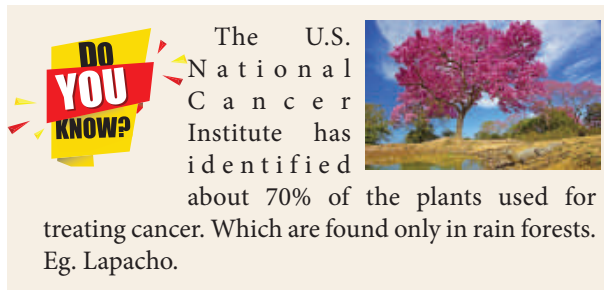 DO
YOU
KNOW?
The U.S.
National
Cancer
Institute has
identified
about 70% of the plants used for
treating cancer. Which are found only in rain forests.
Eg. Lapacho.